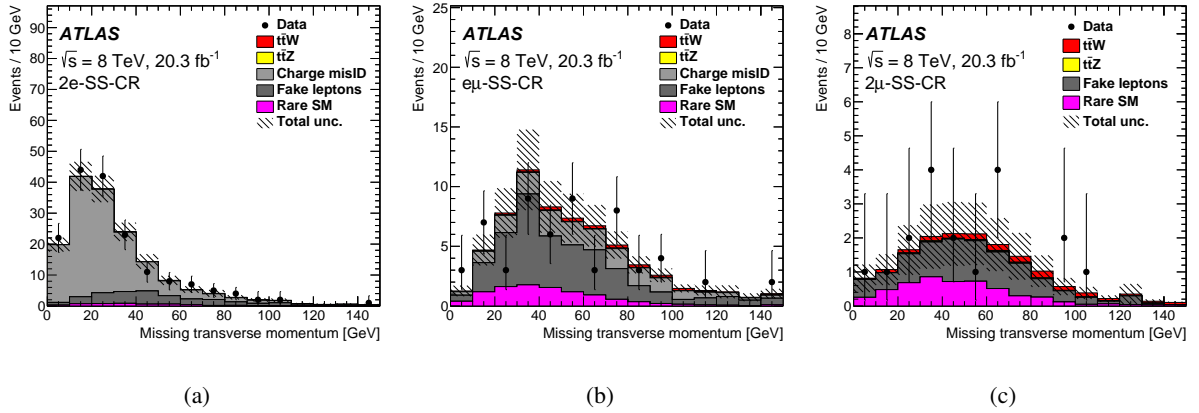 ATLAS
√s = 8 TeV, 20.3 fb⁻¹
2e-SS-CR
Data
tt̄W
tt̄Z
Charge misID
Fake leptons
Rare SM
Total unc.
Events / 10 GeV
90
80
70
60
50
40
30
20
10
0
0 20 40 60 80 100 120 140
Missing transverse momentum [GeV]
(a)
ATLAS
√s = 8 TeV, 20.3 fb⁻¹
eμ-SS-CR
Data
tt̄W
tt̄Z
Charge misID
Fake leptons
Rare SM
Total unc.
Events / 10 GeV
25
20
15
10
5
0
0 20 40 60 80 100 120 140
Missing transverse momentum [GeV]
(b)
ATLAS
√s = 8 TeV, 20.3 fb⁻¹
2μ-SS-CR
Data
tt̄W
tt̄Z
Fake leptons
Rare SM
Total unc.
Events / 10 GeV
8
7
6
5
4
3
2
1
0
0 20 40 60 80 100 120 140
Missing transverse momentum [GeV]
(c)